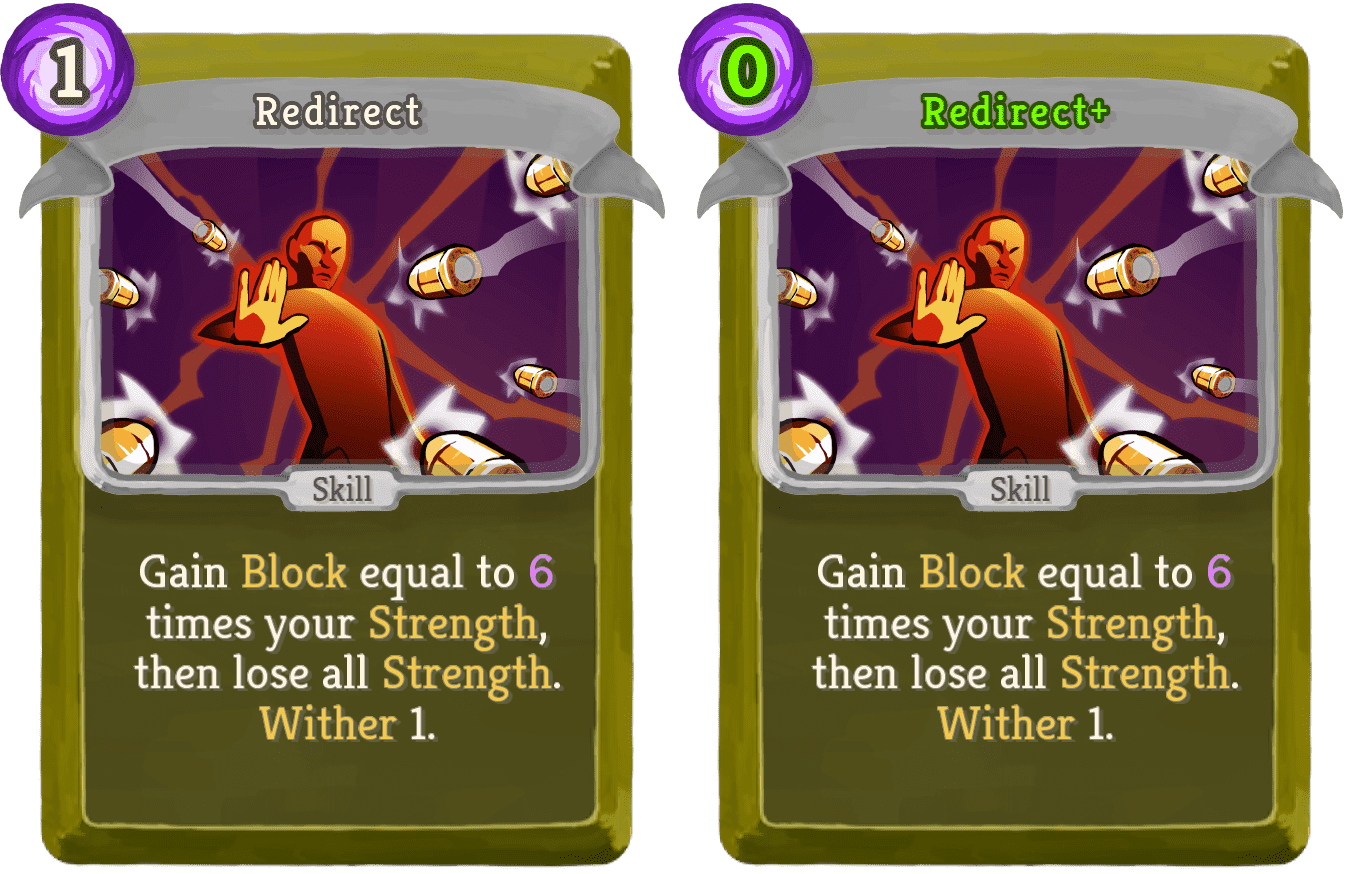 1
Redirect
Skill
Gain Block equal to 6
times your Strength,
then lose all Strength.
Wither 1.
0
Redirect+
Skill
Gain Block equal to 6
times your Strength,
then lose all Strength.
Wither 1.